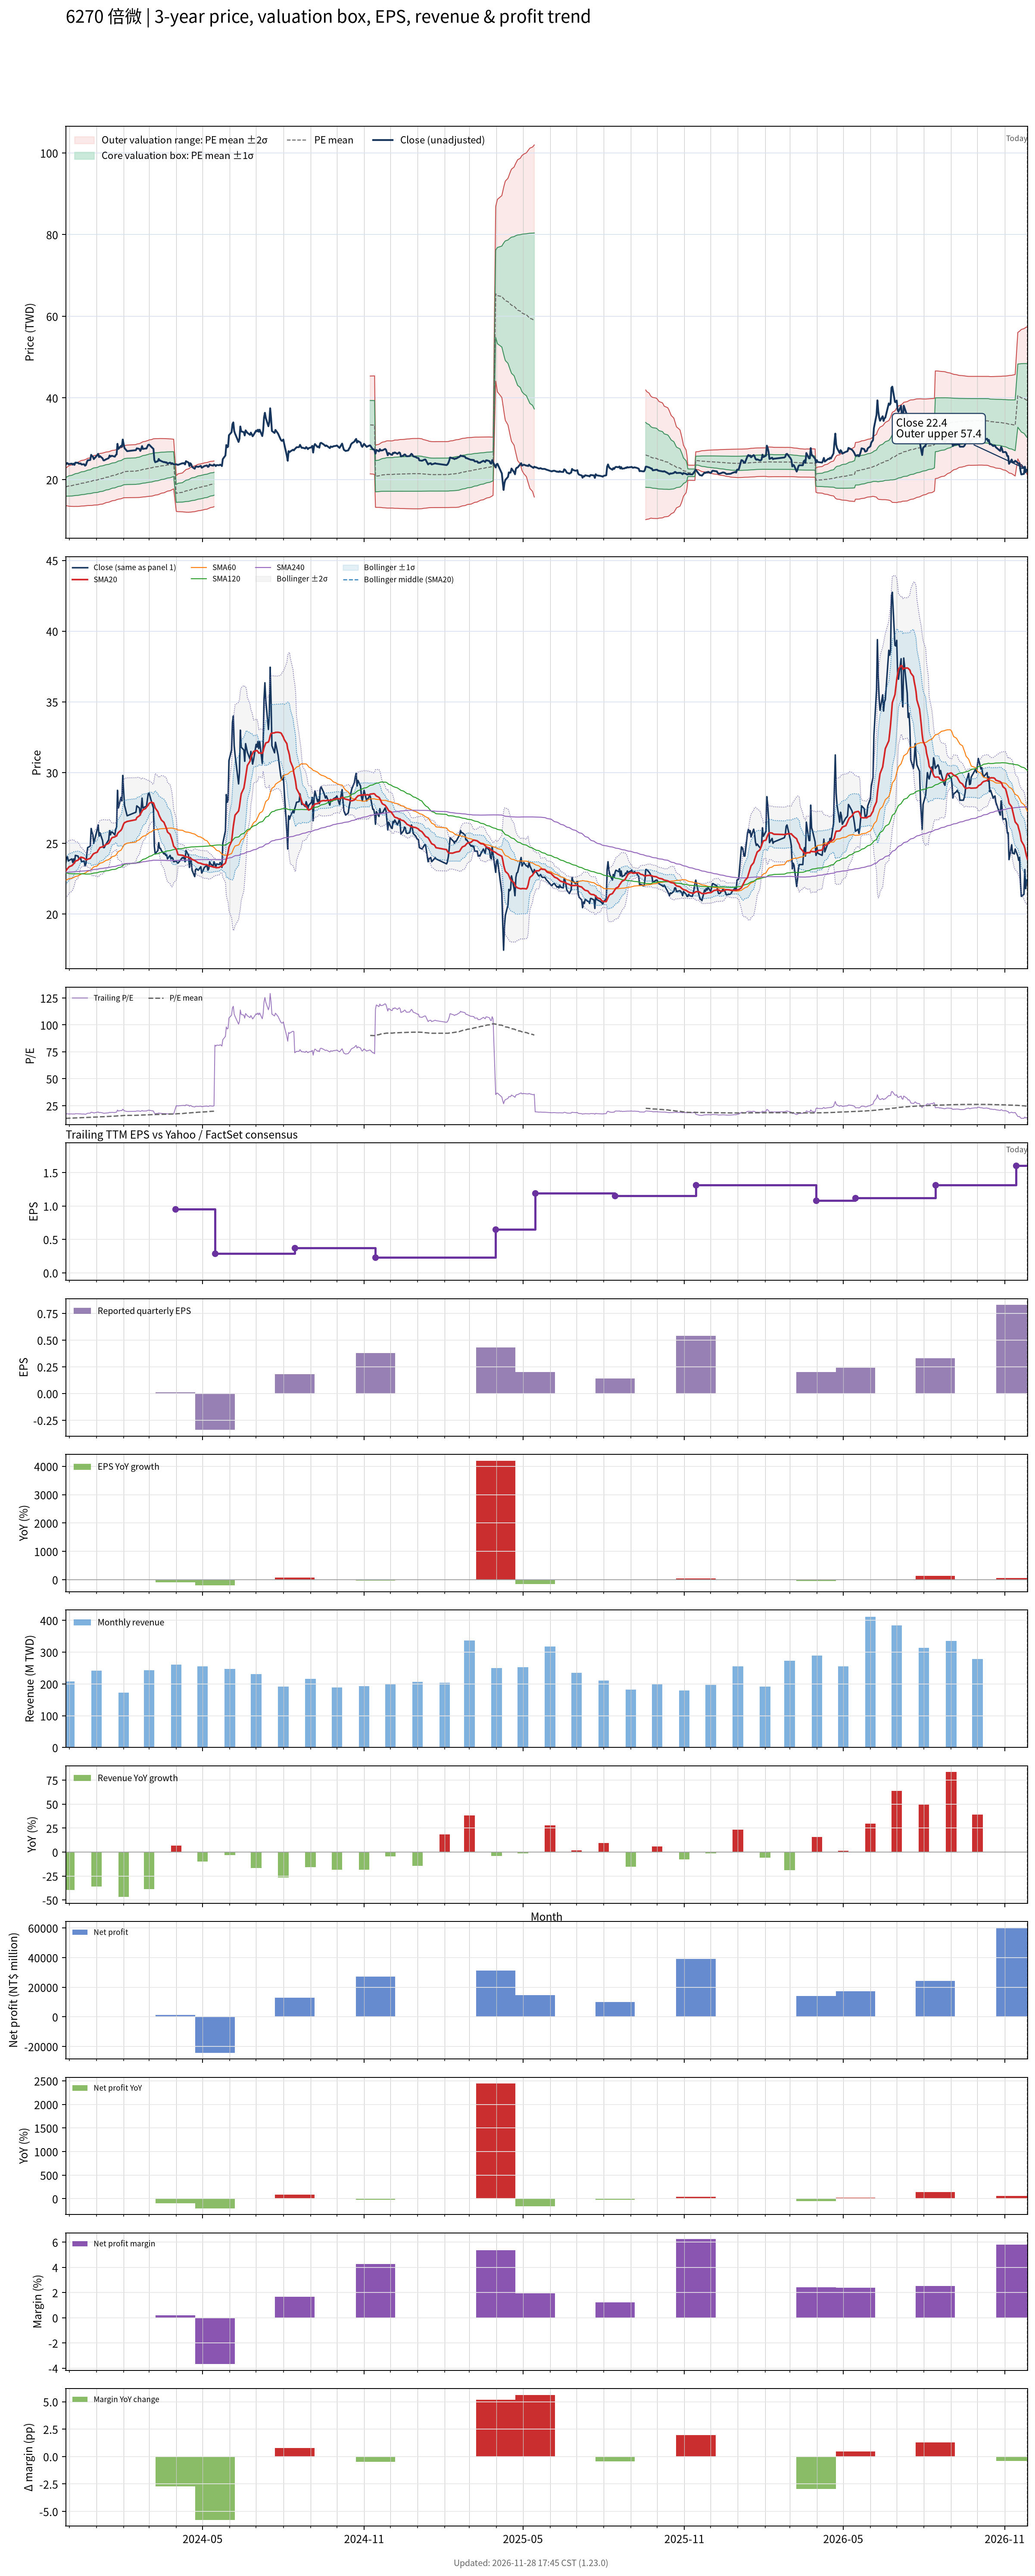 6270 倍微 | 3-year price, valuation box, EPS, revenue & profit trend
Outer valuation range: PE mean ±2σ
Core valuation box: PE mean ±1σ
PE mean
Close (unadjusted)
Today
100
80
60
40
20
Price (TWD)
Close 22.4
Outer upper 57.4
Close (same as panel 1)
SMA20
SMA60
SMA120
SMA240
Bollinger ±2σ
Bollinger ±1σ
Bollinger middle (SMA20)
45
40
35
30
25
20
Price
Trailing P/E
P/E mean
125
100
75
50
25
P/E
Trailing TTM EPS vs Yahoo / FactSet consensus
Today
1.5
1.0
0.5
0.0
EPS
Reported quarterly EPS
0.75
0.50
0.25
0.00
-0.25
EPS
EPS YoY growth
4000
3000
2000
1000
0
YoY (%)
Monthly revenue
400
300
200
100
0
Revenue (M TWD)
Revenue YoY growth
75
50
25
0
-25
-50
YoY (%)
Month
Net profit
60000
40000
20000
0
-20000
Net profit (NT$ million)
Net profit YoY
2500
2000
1500
1000
500
0
YoY (%)
Net profit margin
6
4
2
0
-2
-4
Margin (%)
Margin YoY change
5.0
2.5
0.0
-2.5
-5.0
Δ margin (pp)
2024-05
2024-11
2025-05
2025-11
2026-05
2026-11
Updated: 2026-11-28 17:45 CST (1.23.0)